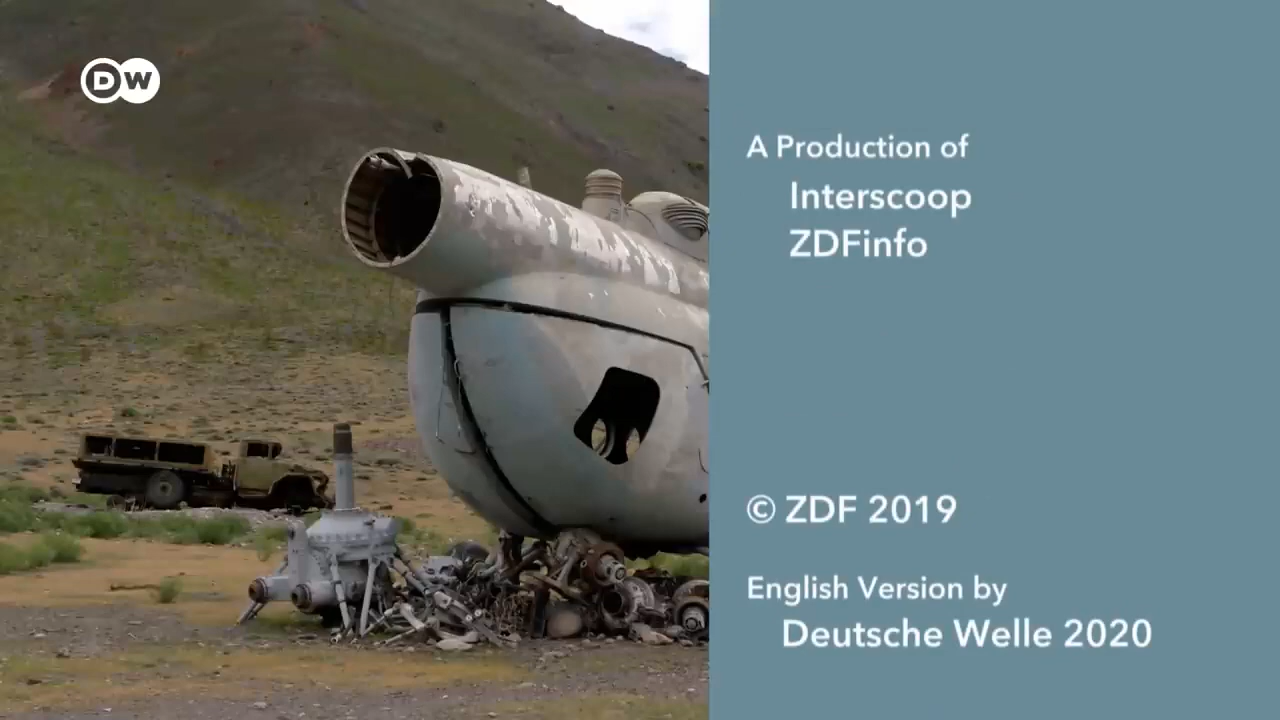 DW
A Production of
Interscoop
ZDFinfo
© ZDF 2019
English Version by
Deutsche Welle 2020